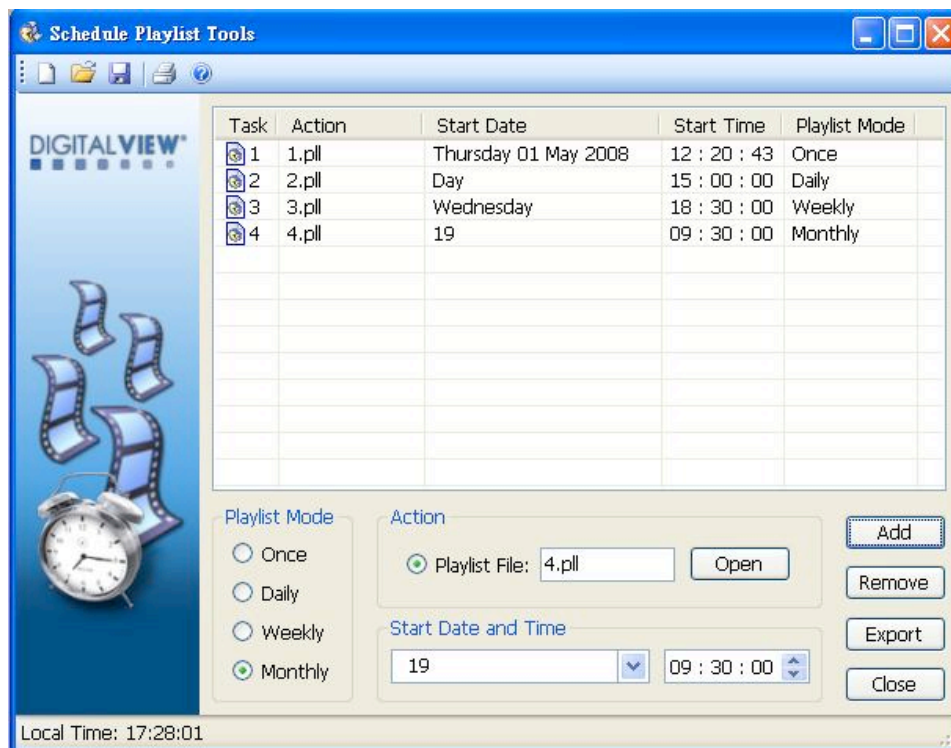 Schedule Playlist Tools
DIGITALVIEW
Task Action Start Date Start Time Playlist Mode
1 1.pll Thursday 01 May 2008 12 : 20 : 43 Once
2 2.pll Day 15 : 00 : 00 Daily
3 3.pll Wednesday 18 : 30 : 00 Weekly
4 4.pll 19 09 : 30 : 00 Monthly
Playlist Mode
Once
Daily
Weekly
Monthly
Action
Playlist File: 4.pll Open
Start Date and Time
19 09 : 30 : 00
Add
Remove
Export
Close
Local Time: 17:28:01